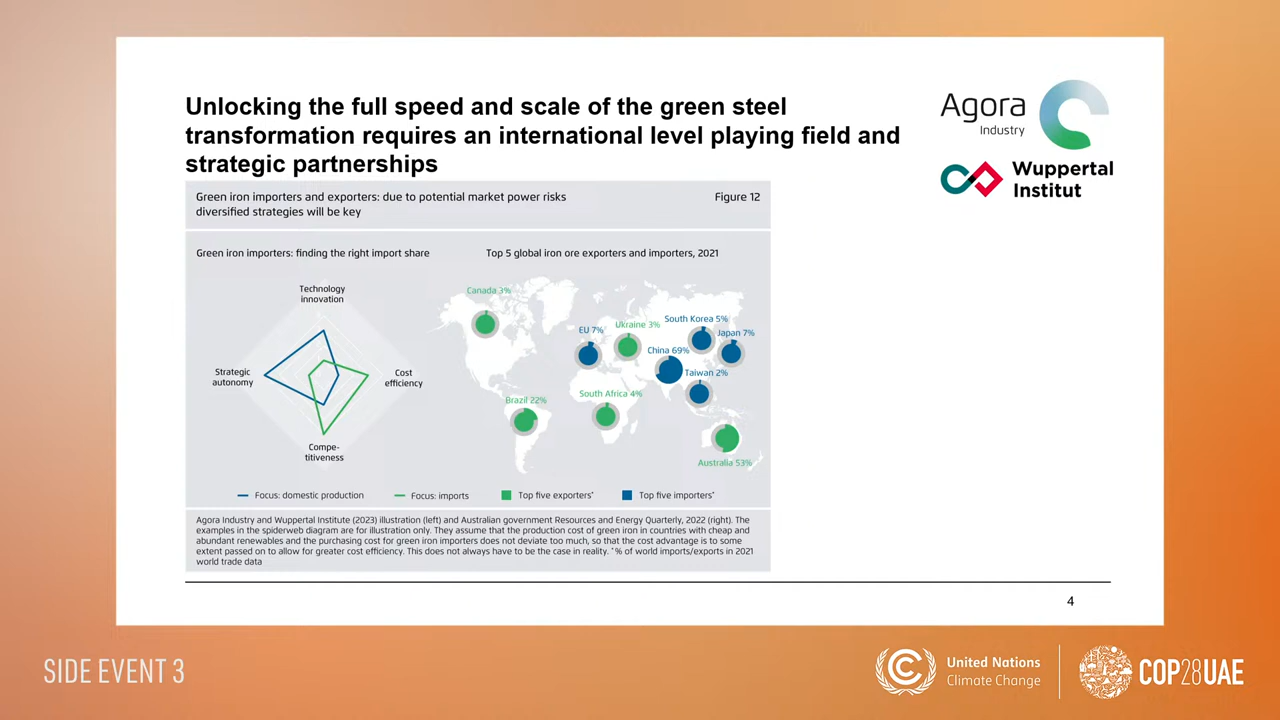 Unlocking the full speed and scale of the green steel
transformation requires an international level playing field and
strategic partnerships
Agora
Industry
Wuppertal
Institut
Green iron importers and exporters: due to potential market power risks
diversified strategies will be key
Figure 12
Green iron importers: finding the right import share
Top 5 global iron ore exporters and importers, 2021
Technology
innovation
Strategic
autonomy
Cost
efficiency
Compe-
titiveness
Canada 3%
EU 7%
Ukraine 3%
South Korea 5%
Japan 7%
China 69%
Taiwan 2%
Brazil 22%
South Africa 4%
Australia 53%
Focus: domestic production
Focus: imports
Top five exporters*
Top five importers*
Agora Industry and Wuppertal Institute (2023) illustration (left) and Australian government Resources and Energy Quarterly, 2022 (right). The
examples in the spiderweb diagram are for illustration only. They assume that the production cost of green iron in countries with cheap and
abundant renewables and the purchasing cost for green iron importers does not deviate too much, so that the cost advantage is to some
extent passed on to allow for greater cost efficiency. This does not always have to be the case in reality. *% of world imports/exports in 2021
world trade data
4
SIDE EVENT 3
United Nations
Climate Change
COP28UAE